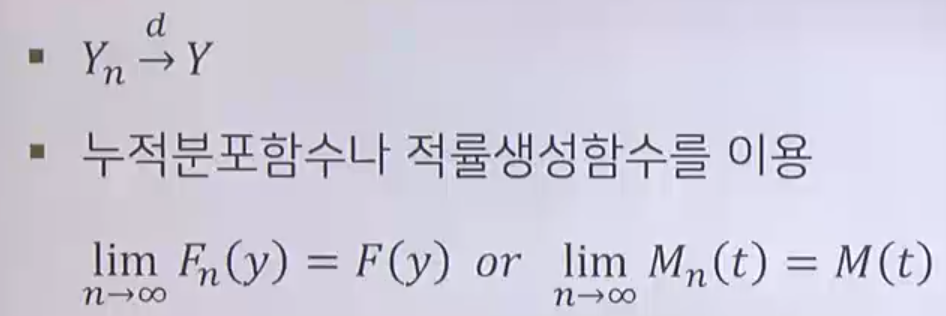 ▪ Yₙ →ᵈ Y
▪ 누적분포함수나 적률생성함수를 이용
lim_{n→∞} Fₙ(y) = F(y) or lim_{n→∞} Mₙ(t) = M(t)